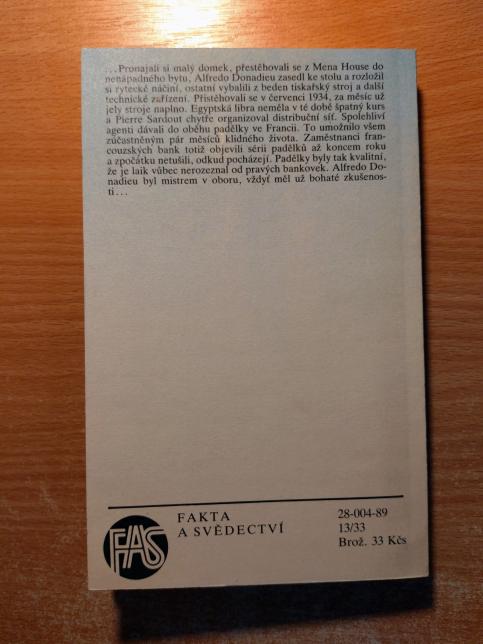 ...Pronajali si malý domek, přestěhovali se z Mena House do
nenápadného bytu, Alfredo Donadieu zasedl ke stolu a rozložil
si rytecké náčiní, ostatní vybalili z beden tiskařský stroj a další
technické zařízení. Přistěhovali se v červenci 1934, za měsíc už
jely stroje naplno. Egyptská libra neměla v té době špatný kurs
a Pierre Sardout chytře organizoval distribuční síť. Spolehliví
agenti dávali do oběhu padělky ve Francii. To umožnilo všem
zúčastněným pár měsíců klidného života. Zaměstnanci fran-
couzských bank totiž objevili sérii padělků až koncem roku
a zpočátku netušili, odkud pocházejí. Padělky byly tak kvalitní,
že je laik vůbec nerozeznal od pravých bankovek. Alfredo Do-
nadieu byl mistrem v oboru, vždyť měl už bohaté zkušenos-
ti...
FAS
FAKTA
A SVĚDECTVÍ
28-004-89
13/33
Brož. 33 Kčs